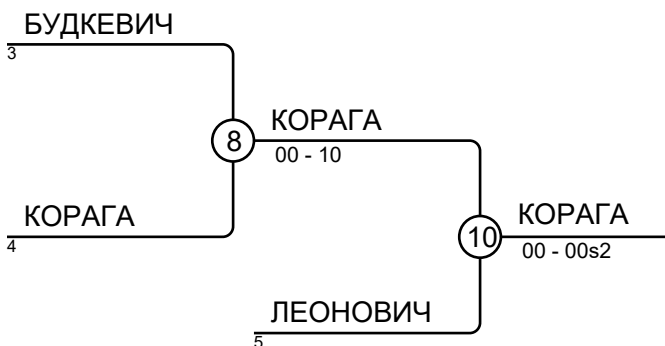 БУДКЕВИЧ
3
8
КОРАГА
00 - 10
КОРАГА
4
10
КОРАГА
00 - 00s2
ЛЕОНОВИЧ
5